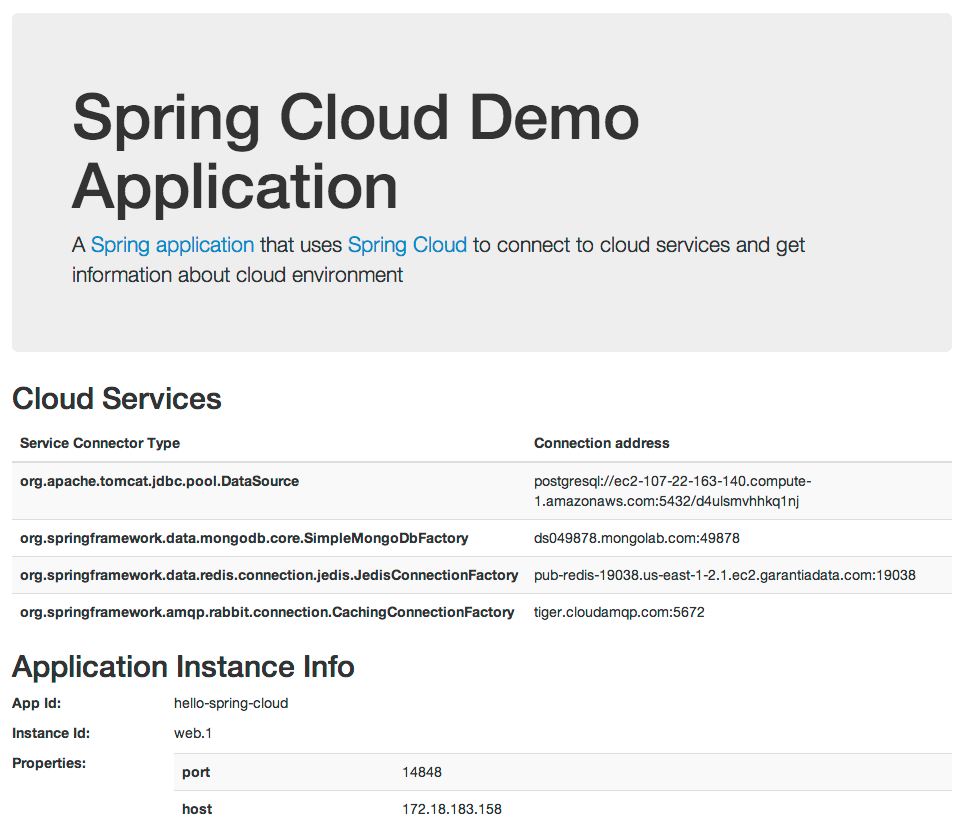 Spring Cloud Demo
Application
A Spring application that uses Spring Cloud to connect to cloud services and get
information about cloud environment
Cloud Services
Service Connector Type Connection address
org.apache.tomcat.jdbc.pool.DataSource postgresql://ec2-107-22-163-140.compute-
1.amazonaws.com:5432/d4ulsmvhhkq1nj
org.springframework.data.mongodb.core.SimpleMongoDbFactory ds049878.mongolab.com:49878
org.springframework.data.redis.connection.jedis.JedisConnectionFactory pub-redis-19038.us-east-1-2.1.ec2.garantiadata.com:19038
org.springframework.amqp.rabbit.connection.CachingConnectionFactory tiger.cloudamqp.com:5672
Application Instance Info
App Id: hello-spring-cloud
Instance Id: web.1
Properties: port 14848
host 172.18.183.158